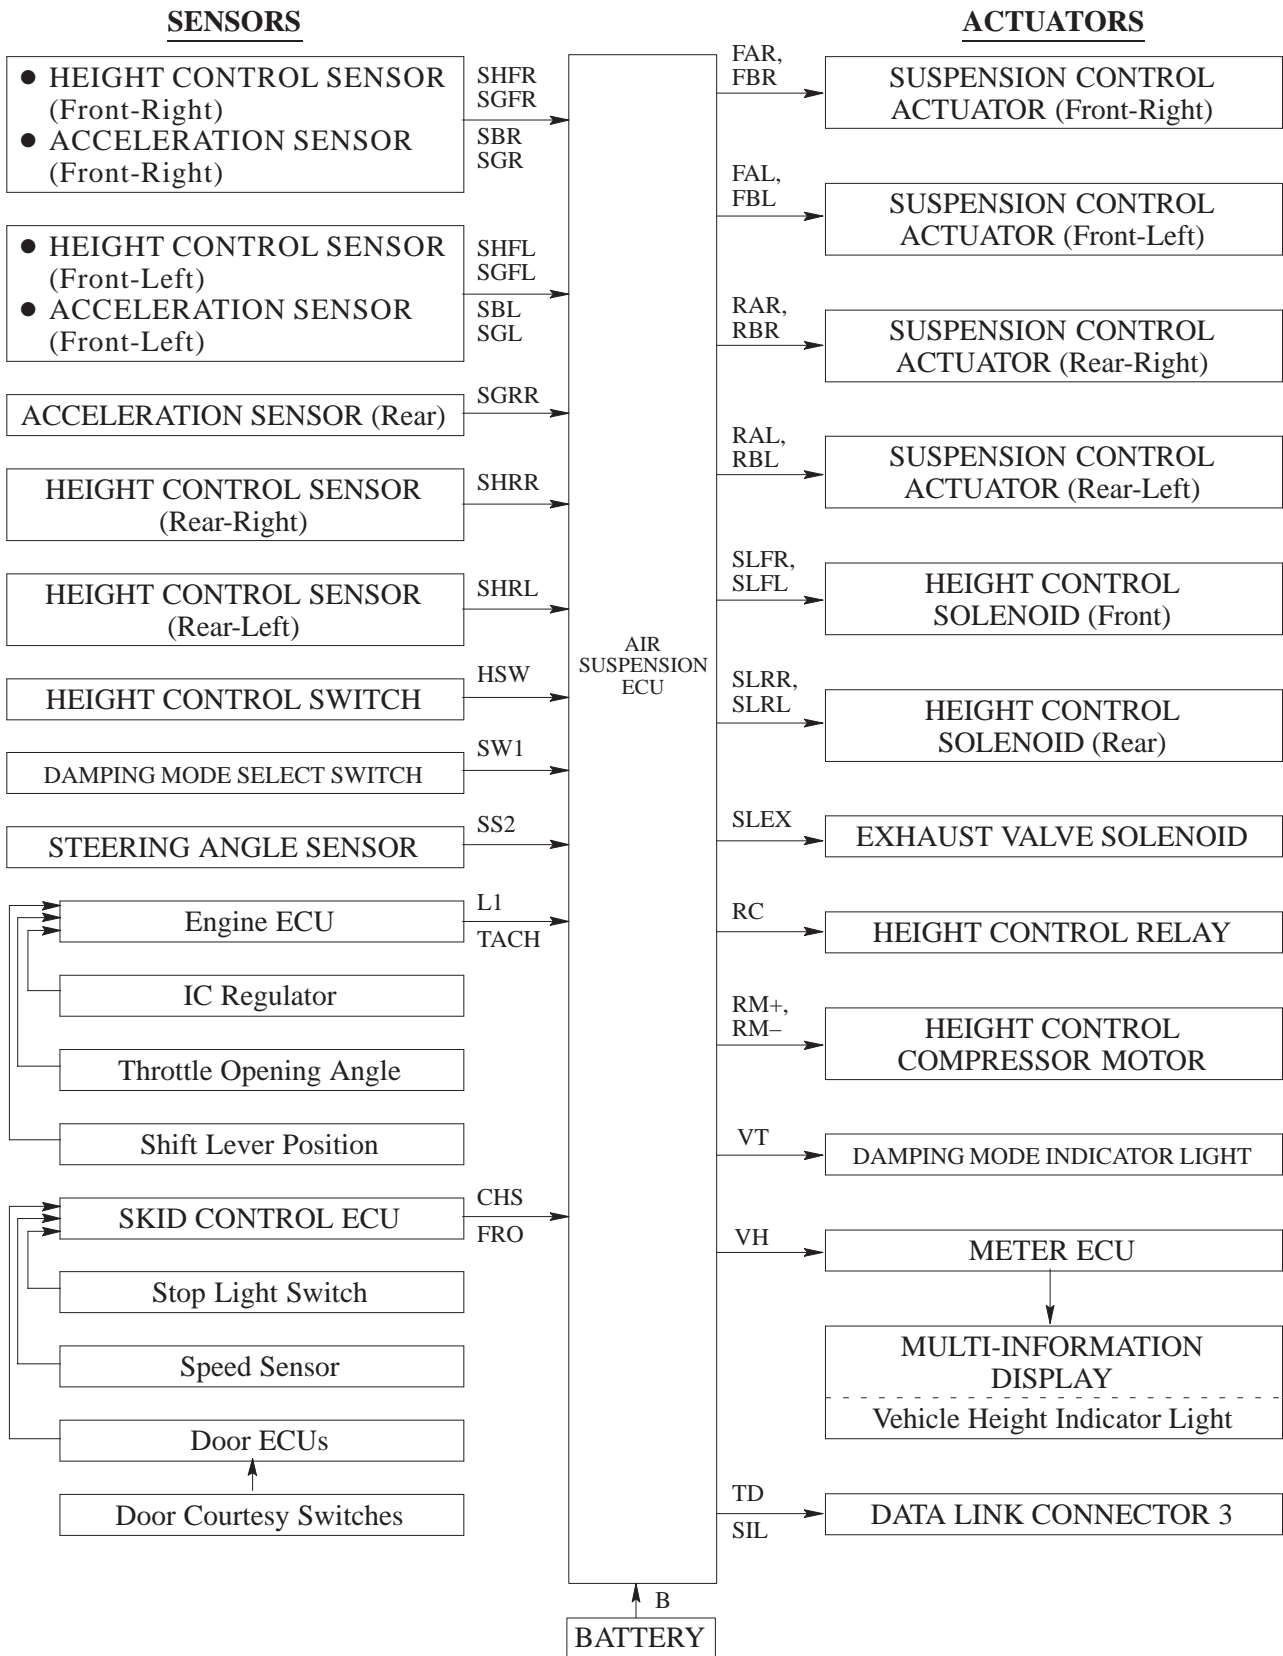 SENSORS
● HEIGHT CONTROL SENSOR
(Front-Right)
● ACCELERATION SENSOR
(Front-Right)
SHFR
SGFR
SBR
SGR
● HEIGHT CONTROL SENSOR
(Front-Left)
● ACCELERATION SENSOR
(Front-Left)
SHFL
SGFL
SBL
SGL
ACCELERATION SENSOR (Rear)
SGRR
HEIGHT CONTROL SENSOR
(Rear-Right)
SHRR
HEIGHT CONTROL SENSOR
(Rear-Left)
SHRL
HEIGHT CONTROL SWITCH
HSW
DAMPING MODE SELECT SWITCH
SW1
STEERING ANGLE SENSOR
SS2
Engine ECU
L1
TACH
IC Regulator
Throttle Opening Angle
Shift Lever Position
SKID CONTROL ECU
CHS
FRO
Stop Light Switch
Speed Sensor
Door ECUs
Door Courtesy Switches
AIR
SUSPENSION
ECU
B
BATTERY
ACTUATORS
FAR,
FBR
SUSPENSION CONTROL
ACTUATOR (Front-Right)
FAL,
FBL
SUSPENSION CONTROL
ACTUATOR (Front-Left)
RAR,
RBR
SUSPENSION CONTROL
ACTUATOR (Rear-Right)
RAL,
RBL
SUSPENSION CONTROL
ACTUATOR (Rear-Left)
SLFR,
SLFL
HEIGHT CONTROL
SOLENOID (Front)
SLRR,
SLRL
HEIGHT CONTROL
SOLENOID (Rear)
SLEX
EXHAUST VALVE SOLENOID
RC
HEIGHT CONTROL RELAY
RM+,
RM–
HEIGHT CONTROL
COMPRESSOR MOTOR
VT
DAMPING MODE INDICATOR LIGHT
VH
METER ECU
MULTI-INFORMATION
DISPLAY
Vehicle Height Indicator Light
TD
SIL
DATA LINK CONNECTOR 3